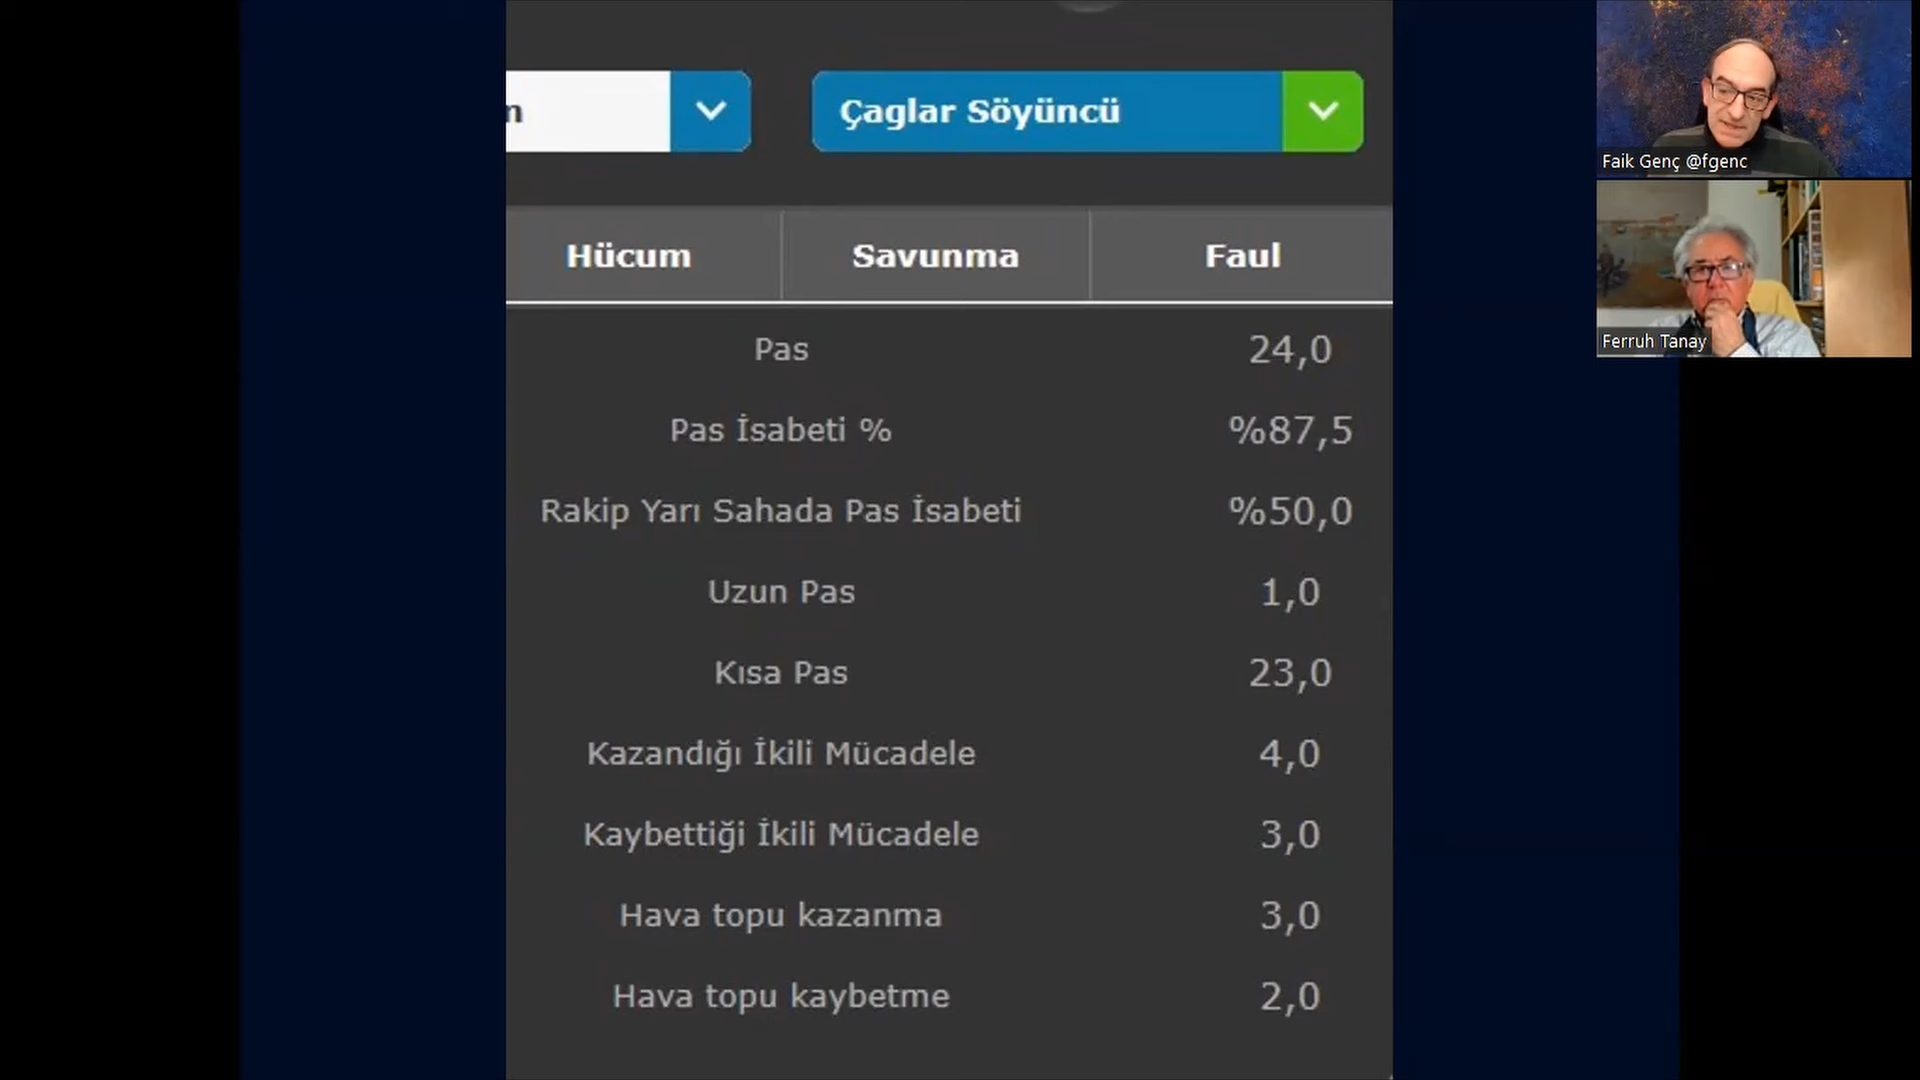 n
Çaglar Söyüncü
Hücum Savunma Faul
Pas 24,0
Pas İsabeti % %87,5
Rakip Yarı Sahada Pas İsabeti %50,0
Uzun Pas 1,0
Kısa Pas 23,0
Kazandığı İkili Mücadele 4,0
Kaybettiği İkili Mücadele 3,0
Hava topu kazanma 3,0
Hava topu kaybetme 2,0
Faik Genç @fgenc
Ferruh Tanay